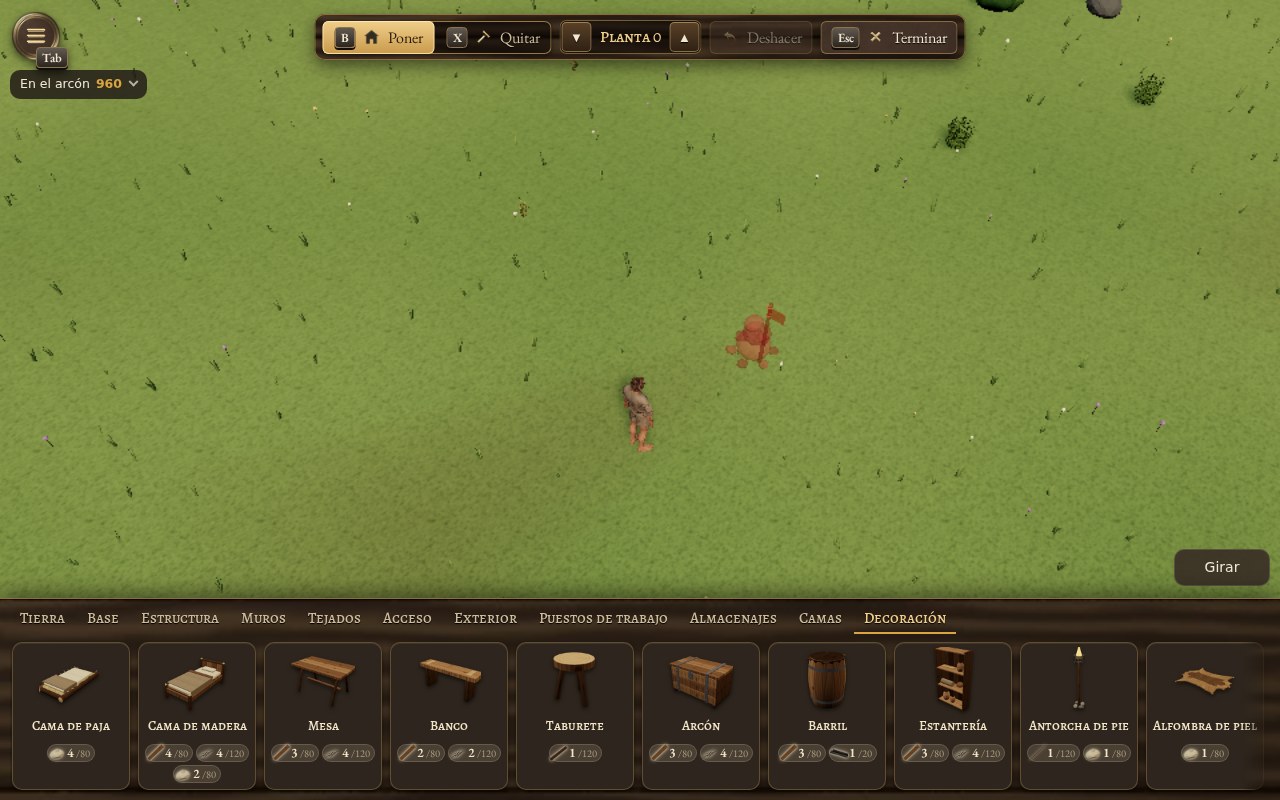 B Poner X Quitar ▼ Planta 0 ▲ Deshacer Esc Terminar
Tab
En el arcón 960
Girar
Tierra Base Estructura Muros Tejados Acceso Exterior Puestos de trabajo Almacenajes Camas Decoración
Cama de paja Cama de madera Mesa Banco Taburete Arcón Barril Estantería Antorcha de pie Alfombra de piel
4 /80 4 /80 4 /120 3 /80 4 /120 2 /80 2 /120 1 /120 3 /80 4 /120 3 /80 1 /20 3 /80 4 /120 1 /120 1 /80 1 /80
2 /80